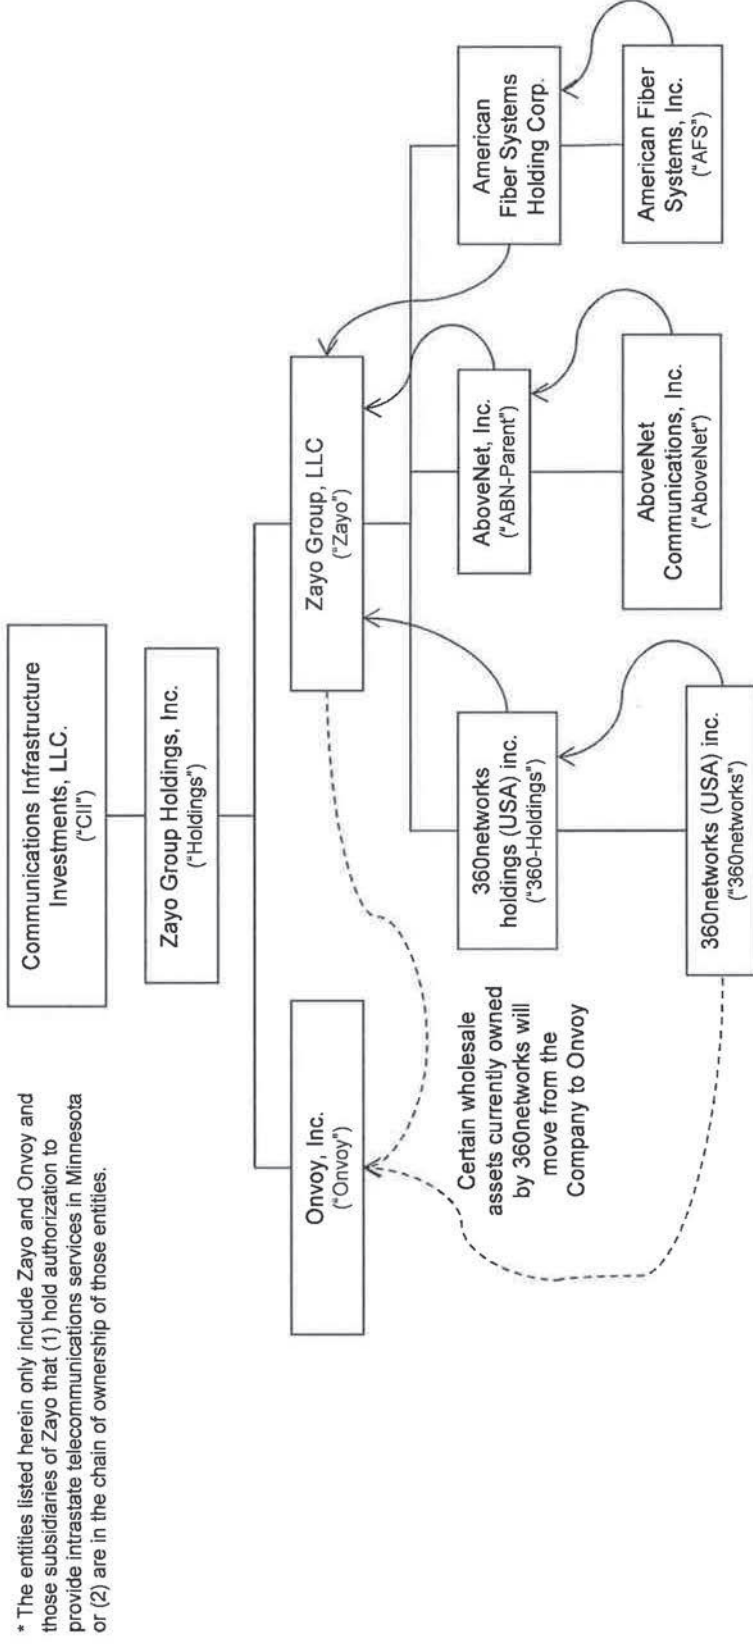 * The entities listed herein only include Zayo and Onvoy and
those subsidiaries of Zayo that (1) hold authorization to
provide intrastate telecommunications services in Minnesota
or (2) are in the chain of ownership of those entities.
Communications Infrastructure
Investments, LLC.
("CII")
Zayo Group Holdings, Inc.
("Holdings")
Onvoy, Inc.
("Onvoy")
Zayo Group, LLC
("Zayo")
Certain wholesale
assets currently owned
by 360networks will
move from the
Company to Onvoy
360networks
holdings (USA) inc.
("360-Holdings")
AboveNet, Inc.
("ABN-Parent")
American
Fiber Systems
Holding Corp.
360networks (USA) inc.
("360networks")
AboveNet
Communications, Inc.
("AboveNet")
American Fiber
Systems, Inc.
("AFS")